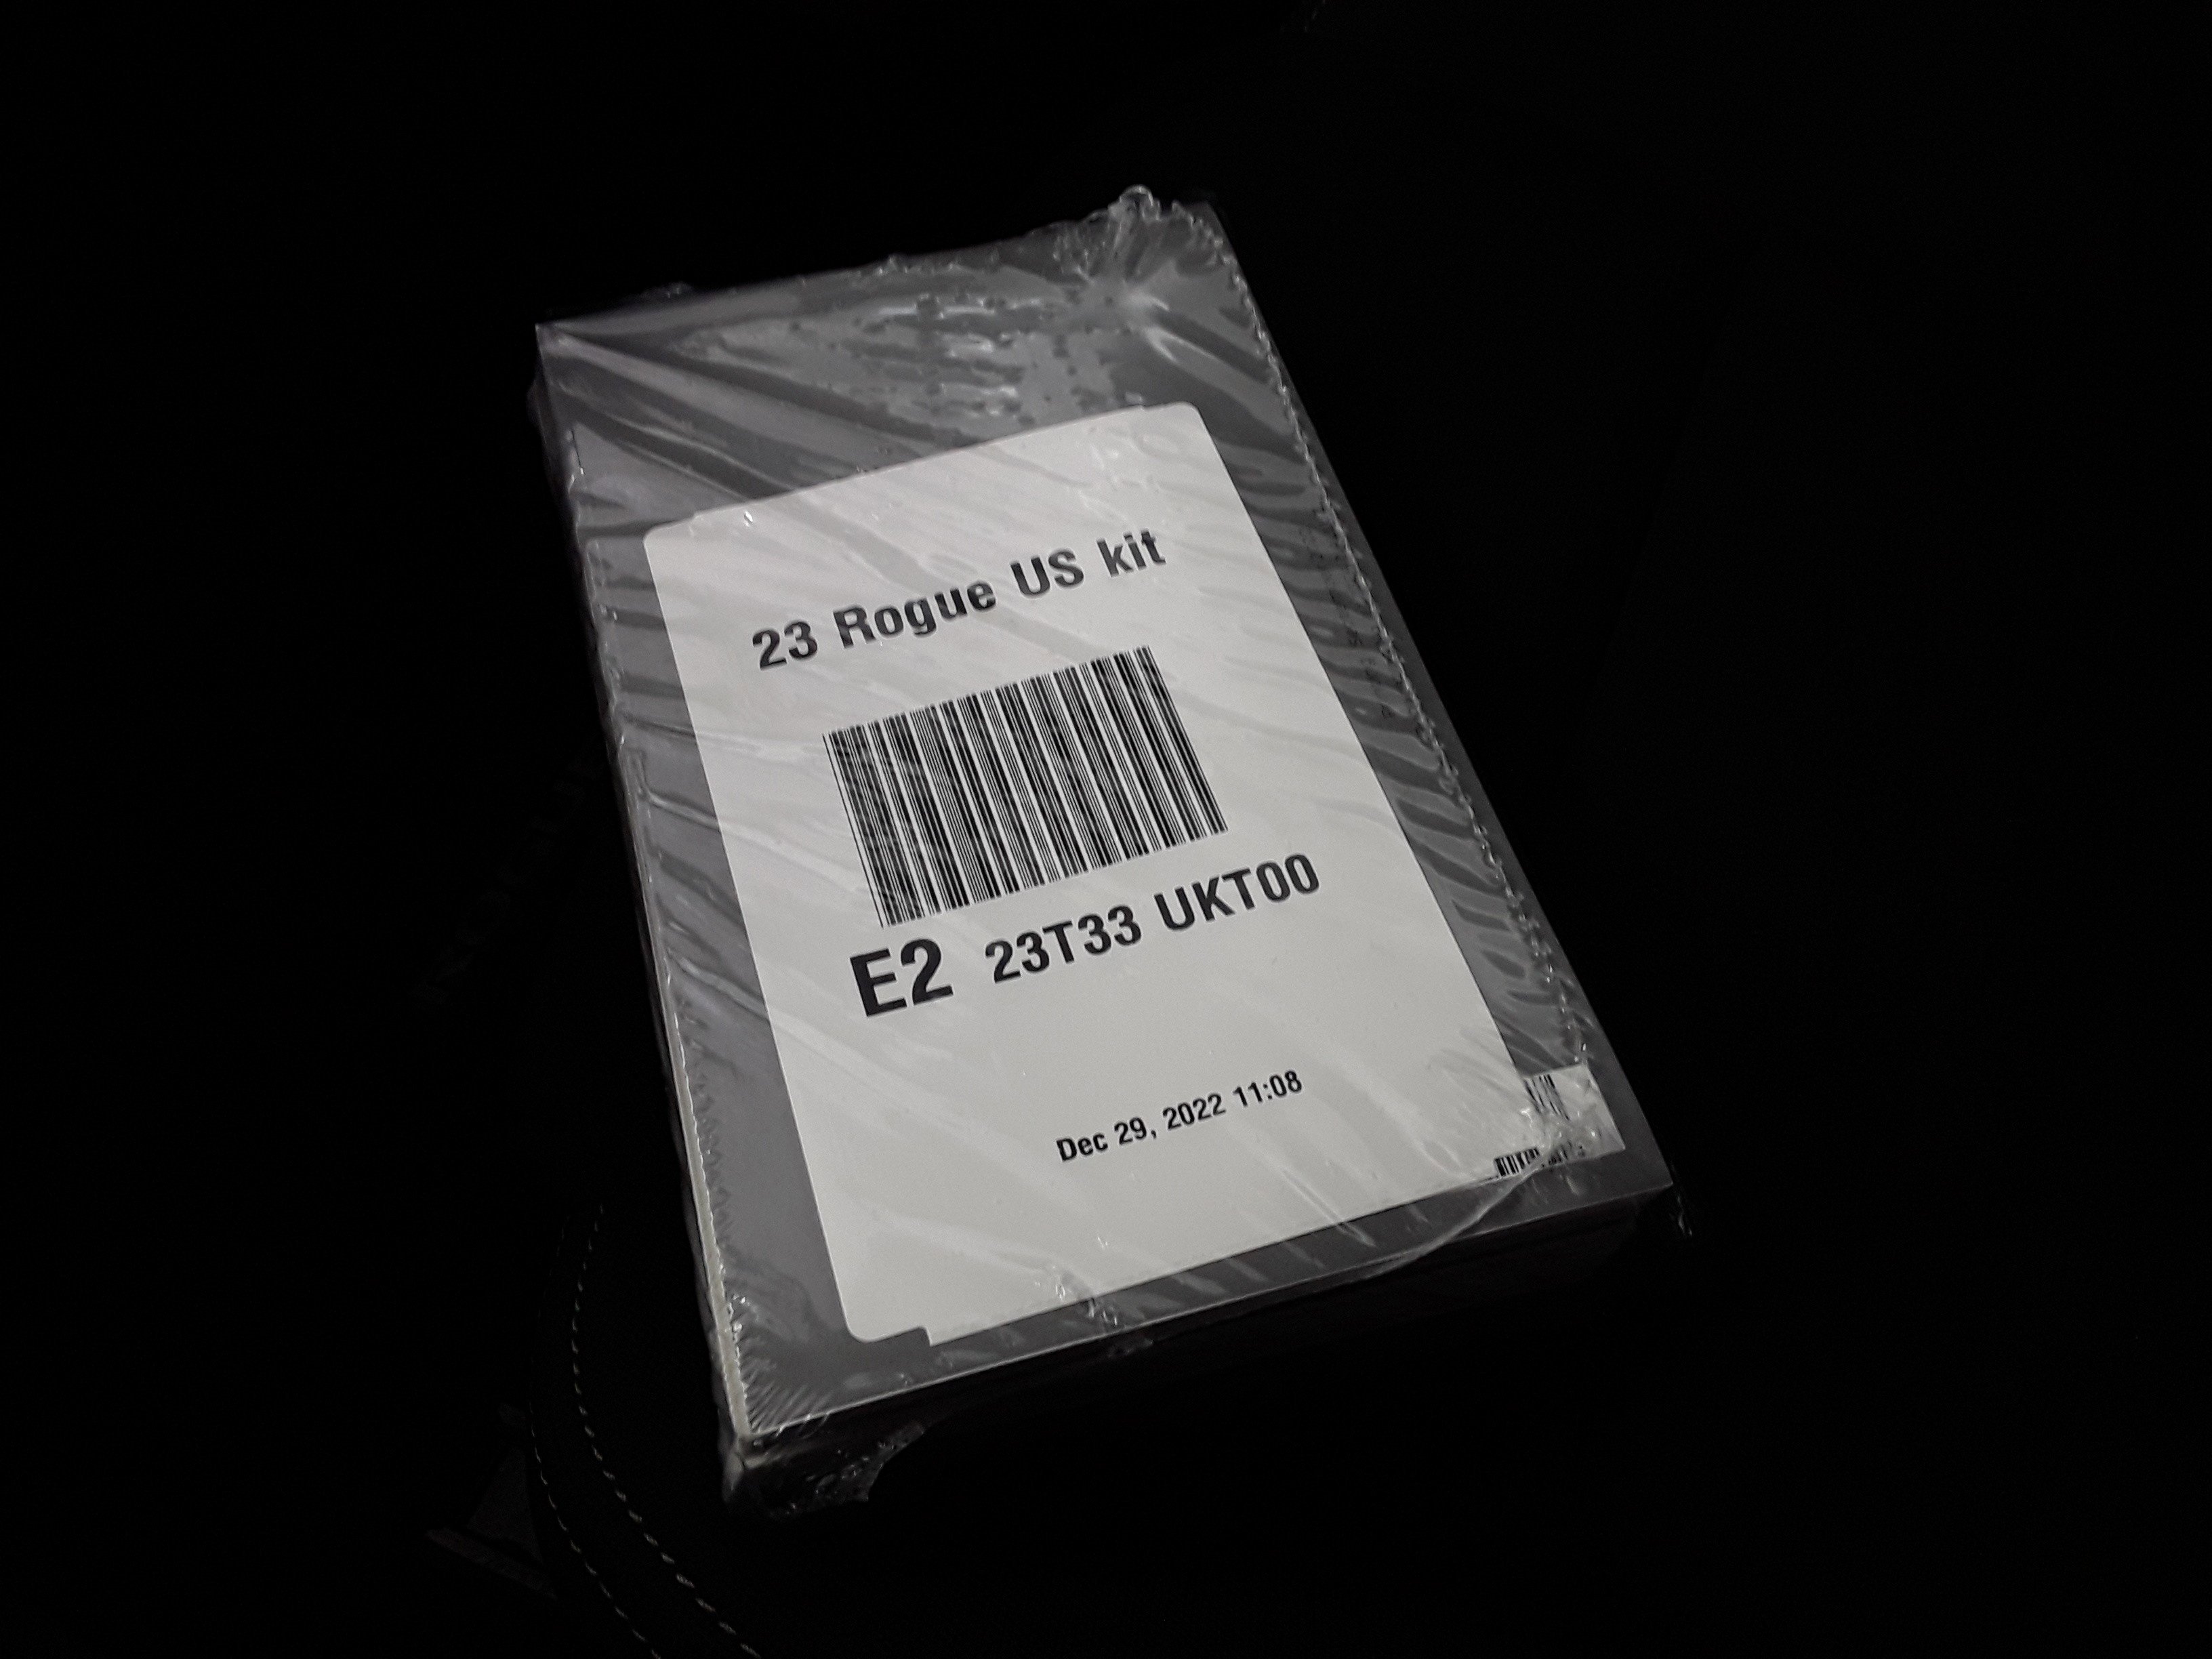 23 Rogue US kit
E2 23T33 UKT00
Dec 29, 2022 11:08